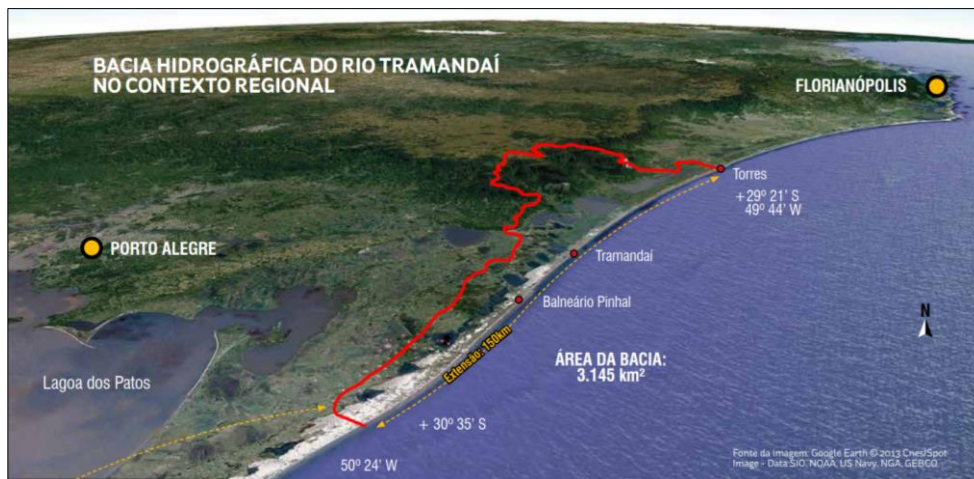 BACIA HIDROGRÁFICA DO RIO TRAMANDAÍ
NO CONTEXTO REGIONAL
FLORIANÓPOLIS
Torres
+29º 21' S
49º 44' W
PORTO ALEGRE
Tramandaí
Balneário Pinhal
N
Extensão: 150km
ÁREA DA BACIA:
3.145 km²
Lagoa dos Patos
+ 30º 35' S
50º 24' W
Fonte da imagem: Google Earth © 2013 Cnes/Spot
Image - Data SIO, NOAA, US Navy, NGA, GEBCO.